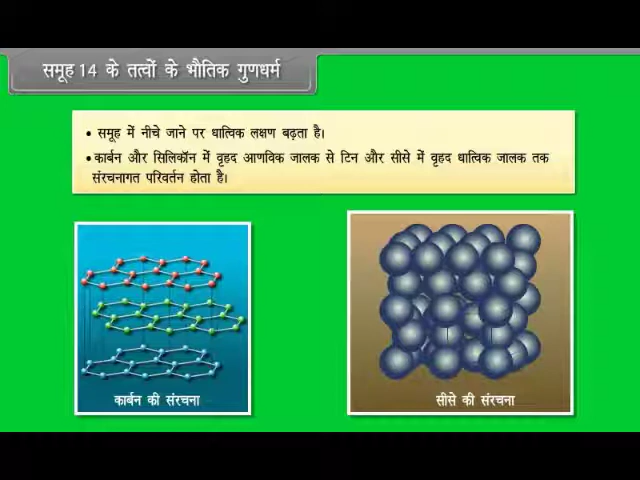 समूह 14 के तत्वों के भौतिक गुणधर्म
• समूह में नीचे जाने पर धात्विक लक्षण बढ़ता है।
• कार्बन और सिलिकॉन में वृहद आणविक जालक से टिन और सीसे में वृहद धात्विक जालक तक
संरचनागत परिवर्तन होता है।
कार्बन की संरचना
सीसे की संरचना